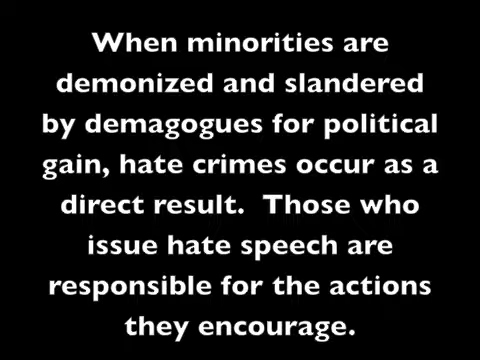 When minorities are
demonized and slandered
by demagogues for political
gain, hate crimes occur as a
direct result.  Those who
issue hate speech are
responsible for the actions
they encourage.